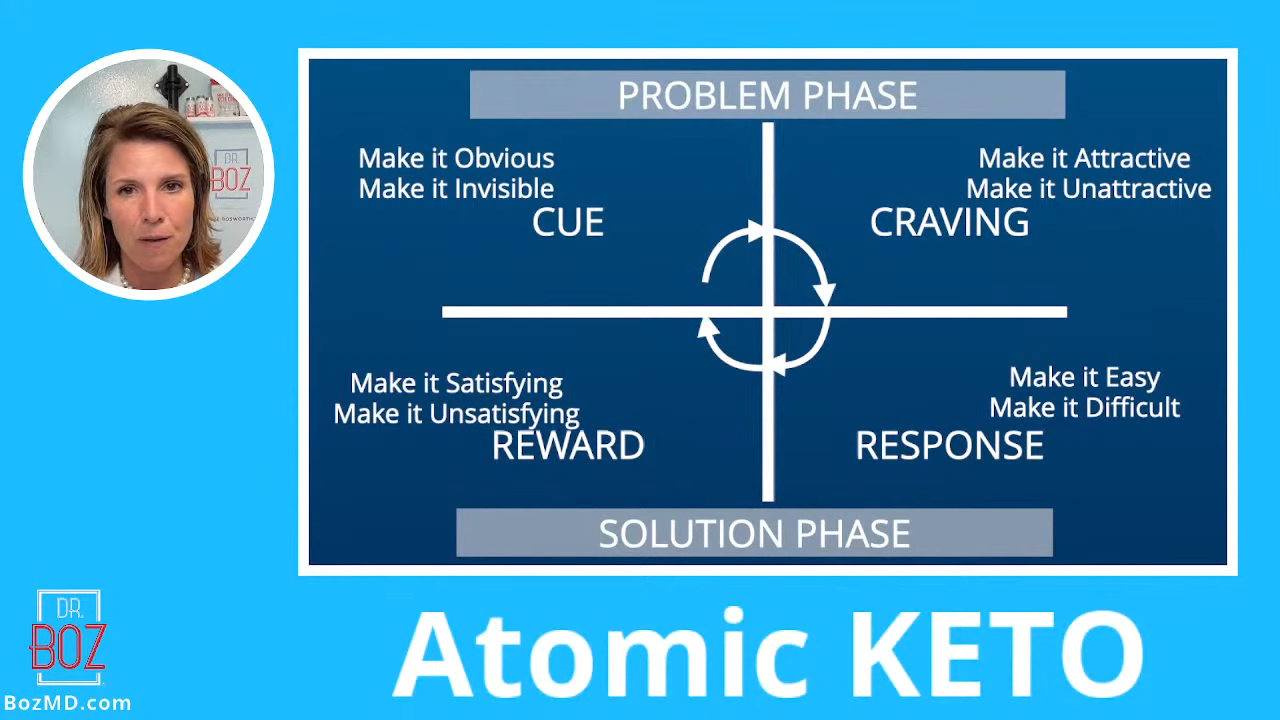 PROBLEM PHASE
Make it Obvious
Make it Invisible
CUE
Make it Attractive
Make it Unattractive
CRAVING
Make it Satisfying
Make it Unsatisfying
REWARD
Make it Easy
Make it Difficult
RESPONSE
SOLUTION PHASE
Atomic KETO
DR.
BOZ
BozMD.com
DR.
BOZ
BOSWORTH